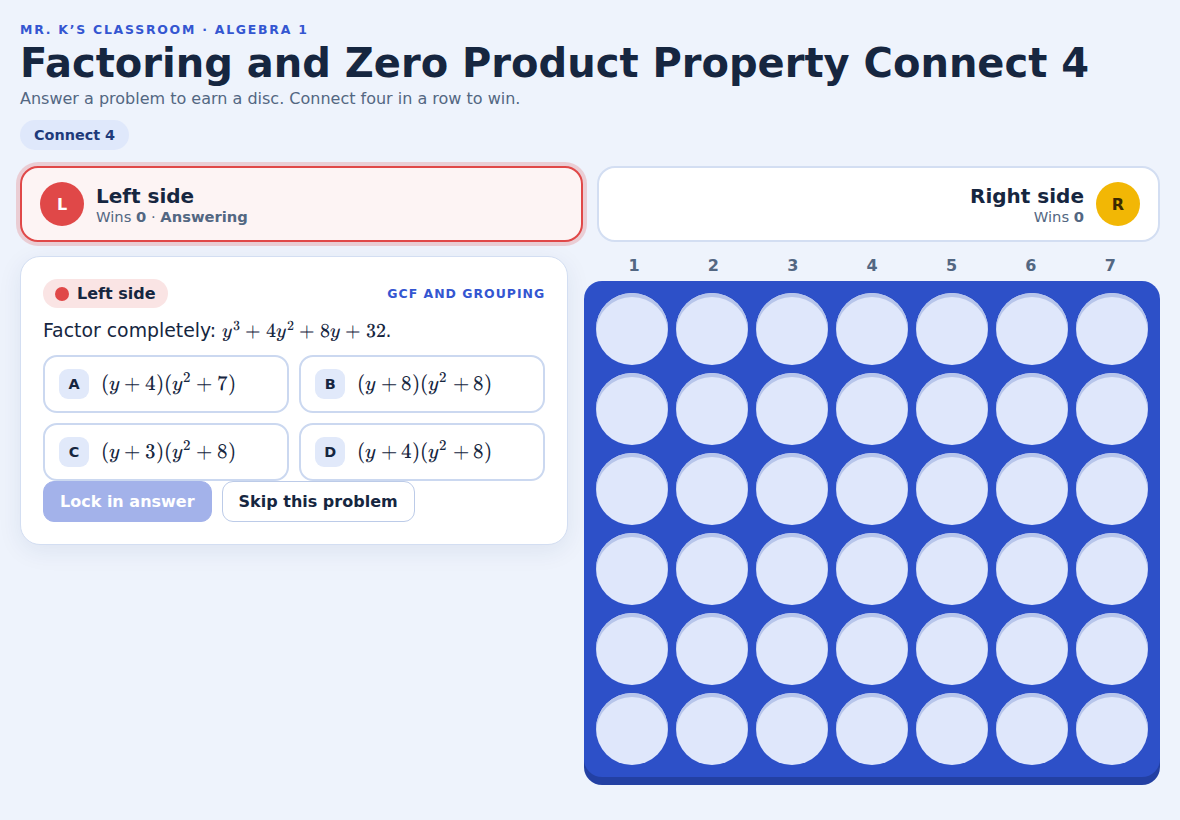 MR. K’S CLASSROOM · ALGEBRA 1
Factoring and Zero Product Property Connect 4
Answer a problem to earn a disc. Connect four in a row to win.
Connect 4
L
Left side
Wins 0 · Answering
Right side
Wins 0
R
Left side
GCF AND GROUPING
Factor completely: y³ + 4y² + 8y + 32.
A (y + 4)(y² + 7)
B (y + 8)(y² + 8)
C (y + 3)(y² + 8)
D (y + 4)(y² + 8)
Lock in answer
Skip this problem
1 2 3 4 5 6 7